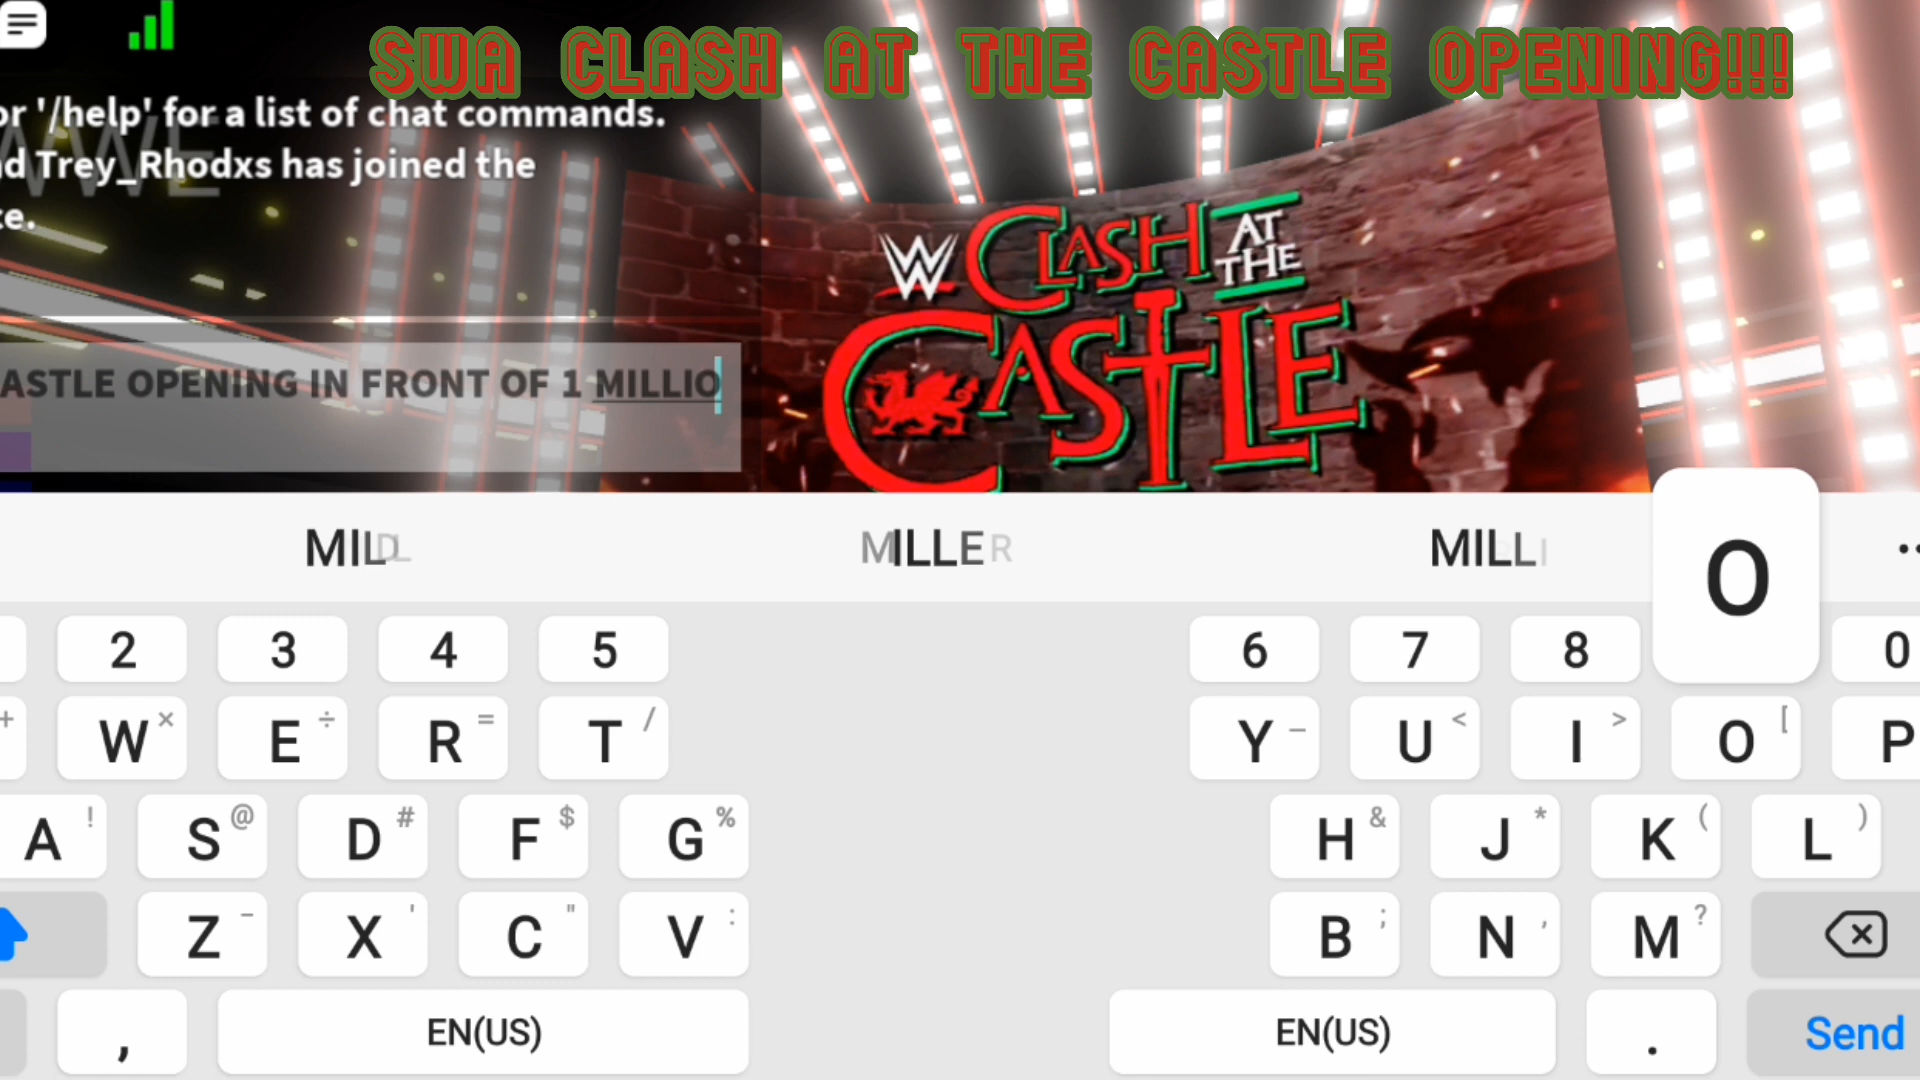 SWA CLASH AT THE CASTLE OPENING!!!
or '/help' for a list of chat commands.
d Trey_Rhodxs has joined the
ce.
WWE
W CLASH AT THE CASTLE
ASTLE OPENING IN FRONT OF 1 MILLIO
MILLER
O
2 3 4 5 6 7 8 0
+ W × E ÷ R = T / Y – U < I > O [ P
A ! S @ D # F $ G % H & J * K ( L )
Z – X ' C " V : B ; N , M ?
, EN(US) EN(US) . Send